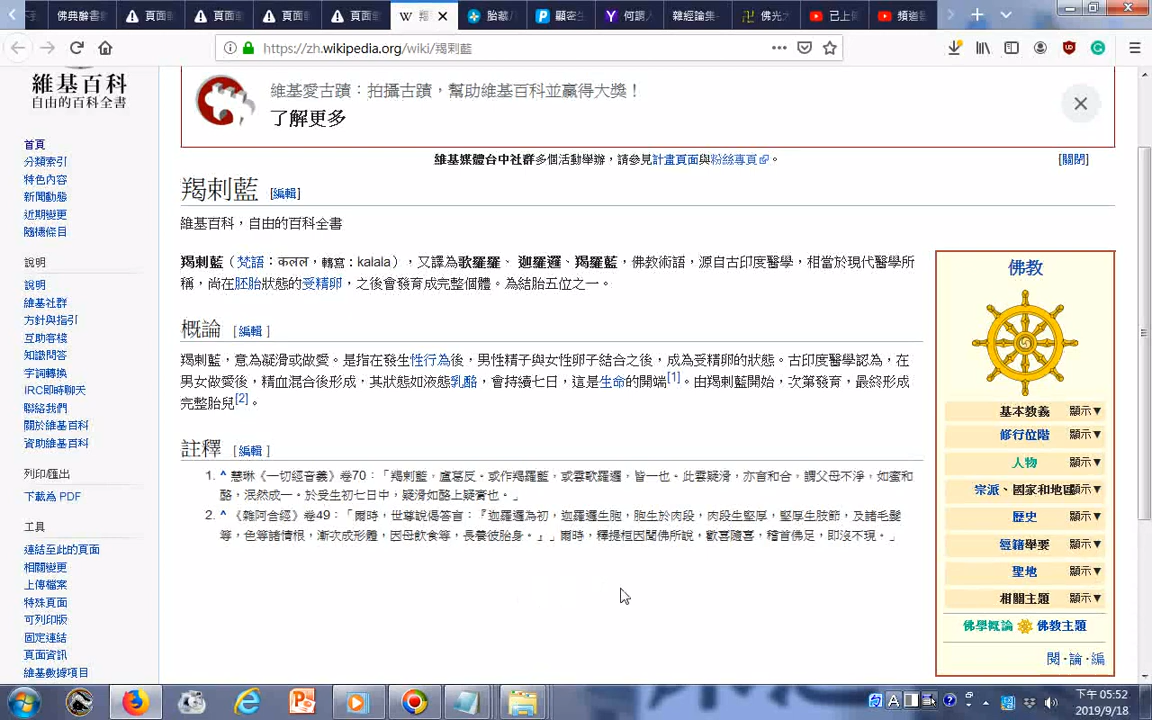 佛典辭書
頁面
頁面
頁面
頁面
W
胎藏
顯密生
何謂
雜經論集
佛光大
已上
頻道
https://zh.wikipedia.org/wiki/羯剌藍
維基百科
自由的百科全書
首頁
分類索引
特色內容
新聞動態
近期變更
隨機條目
說明
說明
維基社群
方針與指引
互助客棧
知識問答
字詞轉換
IRC即時聊天
聯絡我們
關於維基百科
資助維基百科
列印/匯出
下載為 PDF
工具
連結至此的頁面
相關變更
上傳檔案
特殊頁面
可列印版
固定連結
頁面資訊
維基數據項目
維基愛古蹟：拍攝古蹟，幫助維基百科並贏得大獎！
了解更多
維基媒體台中社群多個活動舉辦，請參見計畫頁面與粉絲專頁。
[關閉]
羯剌藍 [編輯]
維基百科，自由的百科全書
羯剌藍（梵語：कलल，轉寫：kalala），又譯為歌羅羅、迦羅邏、羯羅藍，佛教術語，源自古印度醫學，相當於現代醫學所
稱，尚在胚胎狀態的受精卵，之後會發育成完整個體。為結胎五位之一。
概論 [編輯]
羯剌藍，意為凝滑或做愛。是指在發生性行為後，男性精子與女性卵子結合之後，成為受精卵的狀態。古印度醫學認為，在
男女做愛後，精血混合後形成，其狀態如液態乳酪，會持續七日，這是生命的開端[1]。由羯剌藍開始，次第發育，最終形成
完整胎兒[2]。
註釋 [編輯]
1. ^ 慧琳《一切經音義》卷70：「羯剌藍，盧葛反。或作羯羅藍，或雲歌羅邏，皆一也。此雲疑滑，亦言和合，謂父母不淨，如蜜和
酪，泯然成一。於受生初七日中，疑滑如酪上疑膏也。」
2. ^ 《雜阿含經》卷49：「爾時，世尊說偈答言：『迦羅邏為初，迦羅邏生胞，胞生於肉段，肉段生堅厚，堅厚生肢節，及諸毛髮
等，色等諸情根，漸次成形體，因母飲食等，長養彼胎身。』」爾時，釋提桓因聞佛所說，歡喜隨喜，稽首佛足，即沒不現。」
佛教
基本教義 顯示▼
修行位階 顯示▼
人物 顯示▼
宗派、國家和地區 顯示▼
歷史 顯示▼
經籍舉要 顯示▼
聖地 顯示▼
相關主題 顯示▼
佛學概論 佛教主題
閱·論·編
下午 05:52
2019/9/18